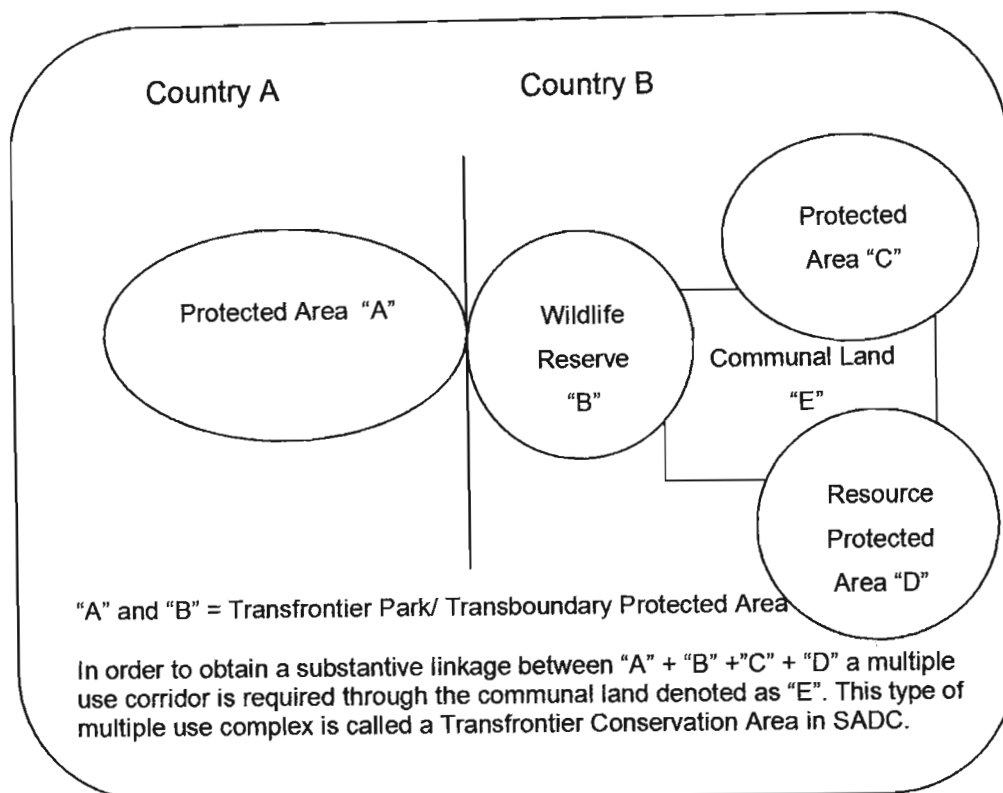 Country A
Country B
Protected Area "A"
Wildlife
Reserve
"B"
Protected
Area "C"
Communal Land
"E"
Resource
Protected
Area "D"
"A" and "B" = Transfrontier Park/ Transboundary Protected Area
In order to obtain a substantive linkage between "A" + "B" +"C" + "D" a multiple
use corridor is required through the communal land denoted as "E". This type of
multiple use complex is called a Transfrontier Conservation Area in SADC.